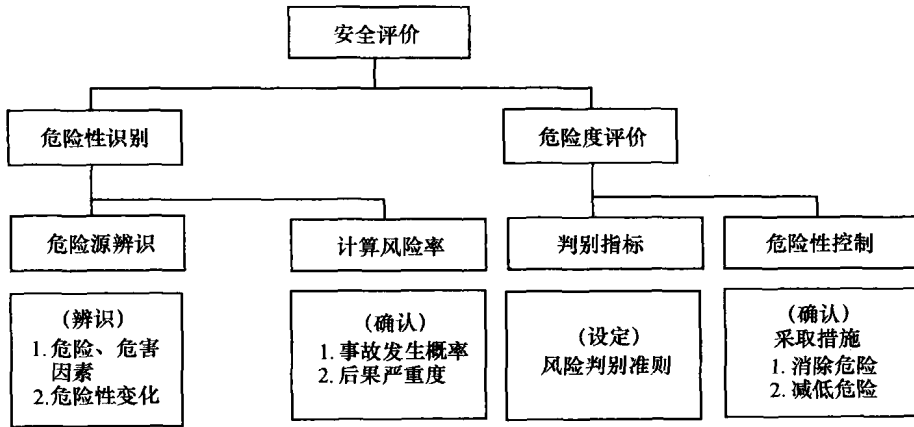 安全评价
危险性识别
危险度评价
危险源辨识
计算风险率
判别指标
危险性控制
(辨识)
1. 危险、危害
因素
2.危险性变化
(确认)
1. 事故发生概率
2. 后果严重度
(设定)
风险判别准则
(确认)
采取措施
1. 消除危险
2. 减低危险